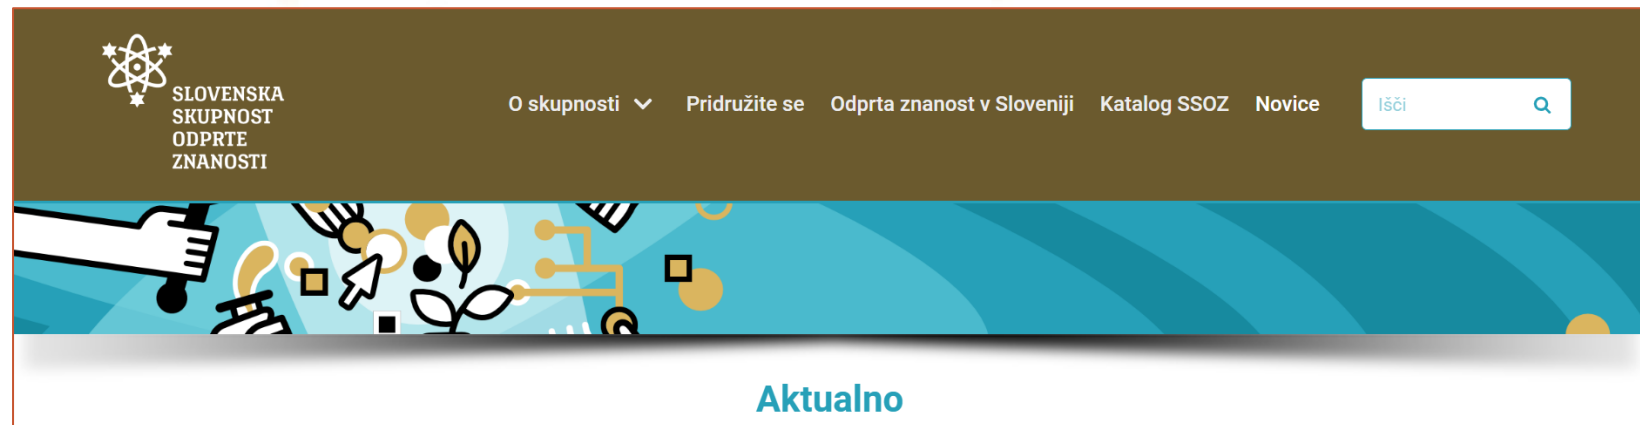 SLOVENSKA
SKUPNOST
ODPRTE
ZNANOSTI
O skupnosti Pridružite se Odprta znanost v Sloveniji Katalog SSOZ Novice Išči
Aktualno